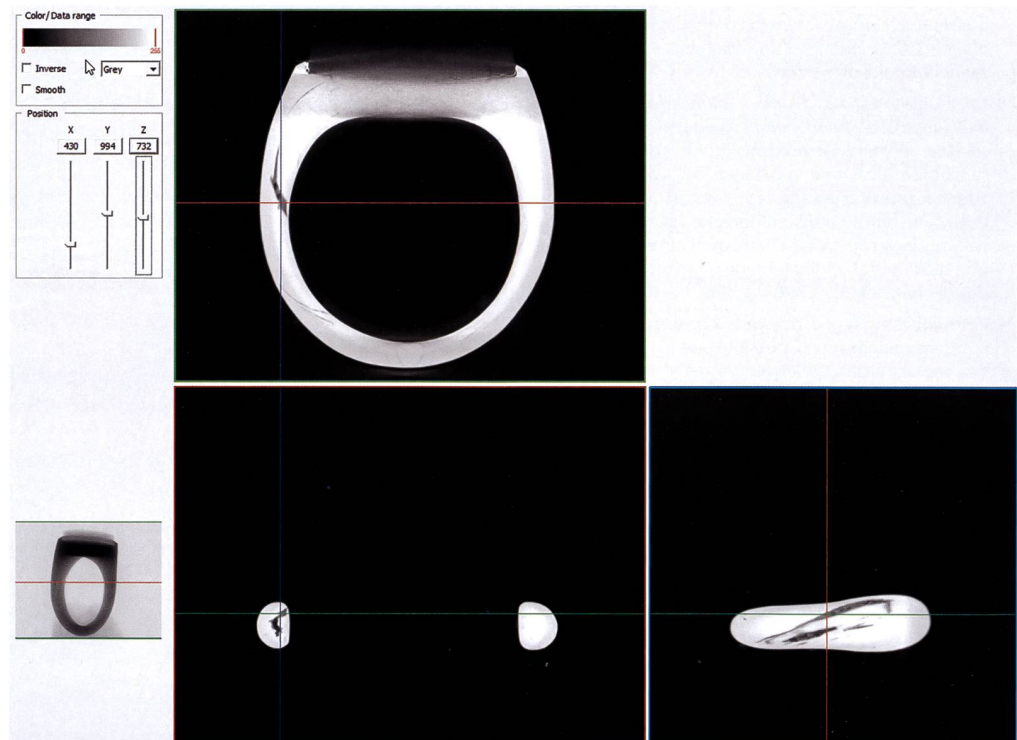 Color/Data range
0 255
Inverse Grey
Smooth
Position
X Y Z
430 994 732